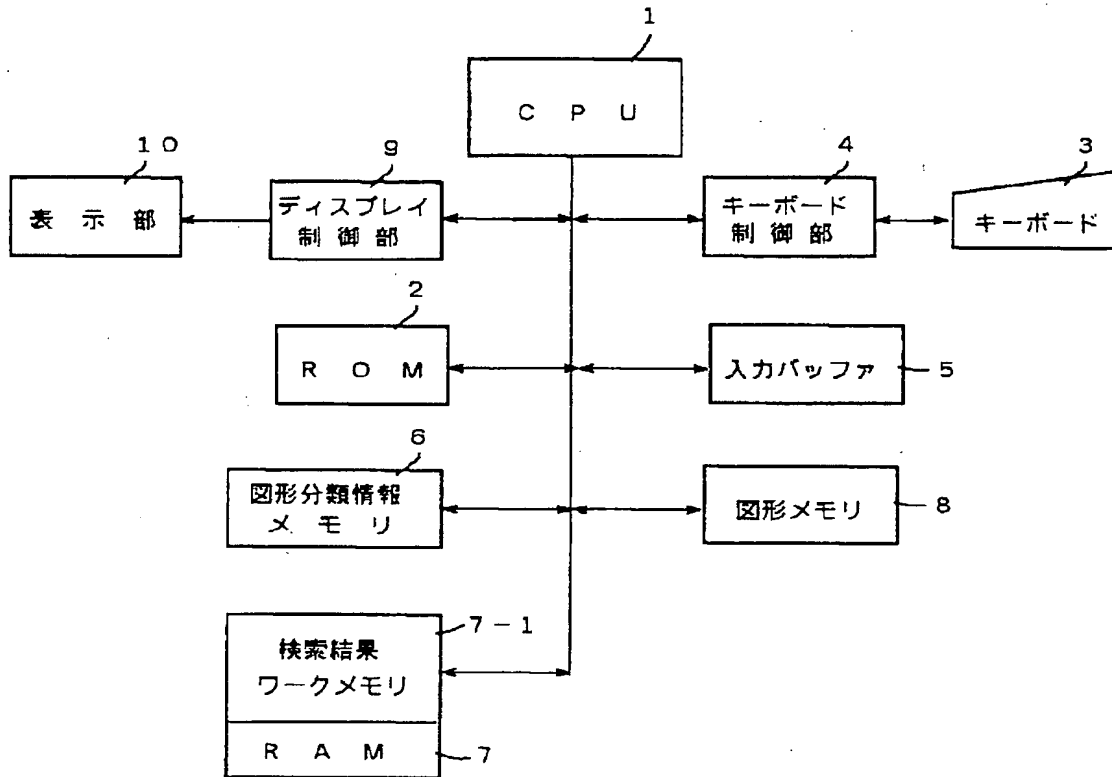 1
CPU
10
9
4
3
表示部
ディスプレイ
制御部
キーボード
制御部
キーボード
2
ROM
入力バッファ
5
6
図形分類情報
メモリ
図形メモリ
8
7-1
検索結果
ワークメモリ
RAM
7